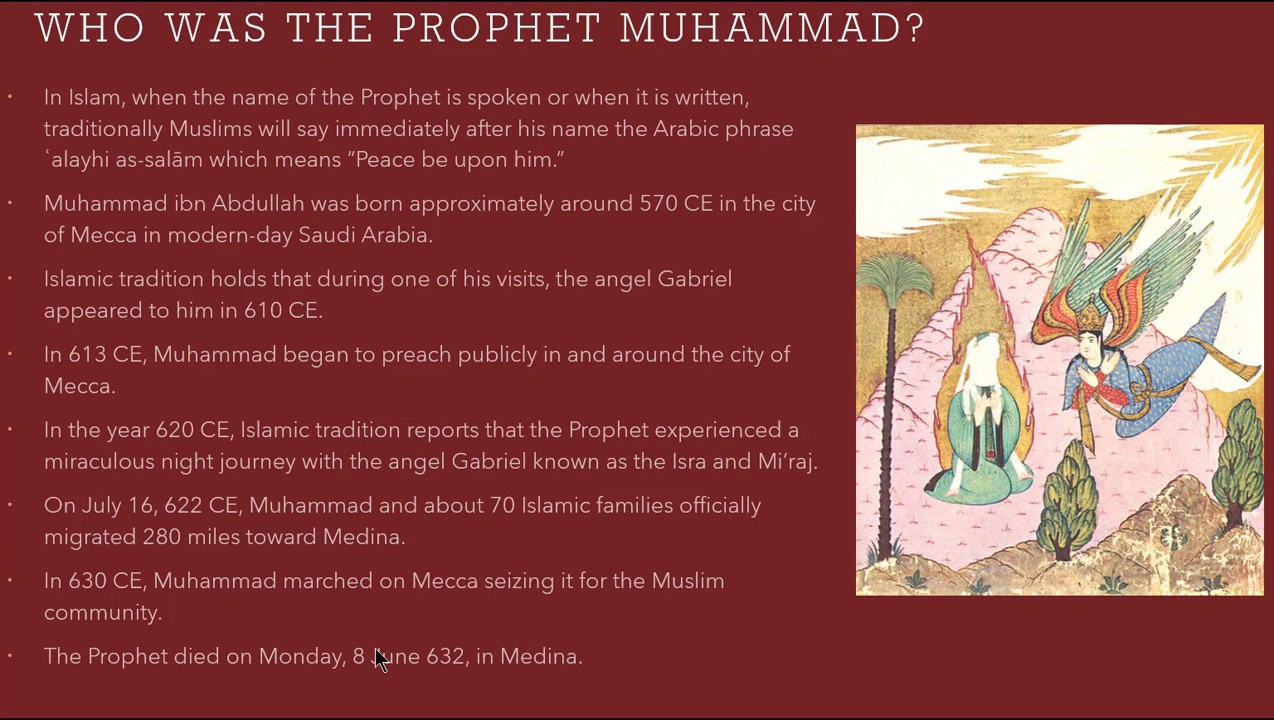 WHO WAS THE PROPHET MUHAMMAD?
• In Islam, when the name of the Prophet is spoken or when it is written,
traditionally Muslims will say immediately after his name the Arabic phrase
ʿalayhi as-salām which means “Peace be upon him.”
• Muhammad ibn Abdullah was born approximately around 570 CE in the city
of Mecca in modern-day Saudi Arabia.
• Islamic tradition holds that during one of his visits, the angel Gabriel
appeared to him in 610 CE.
• In 613 CE, Muhammad began to preach publicly in and around the city of
Mecca.
• In the year 620 CE, Islamic tradition reports that the Prophet experienced a
miraculous night journey with the angel Gabriel known as the Isra and Mi’raj.
• On July 16, 622 CE, Muhammad and about 70 Islamic families officially
migrated 280 miles toward Medina.
• In 630 CE, Muhammad marched on Mecca seizing it for the Muslim
community.
• The Prophet died on Monday, 8 June 632, in Medina.